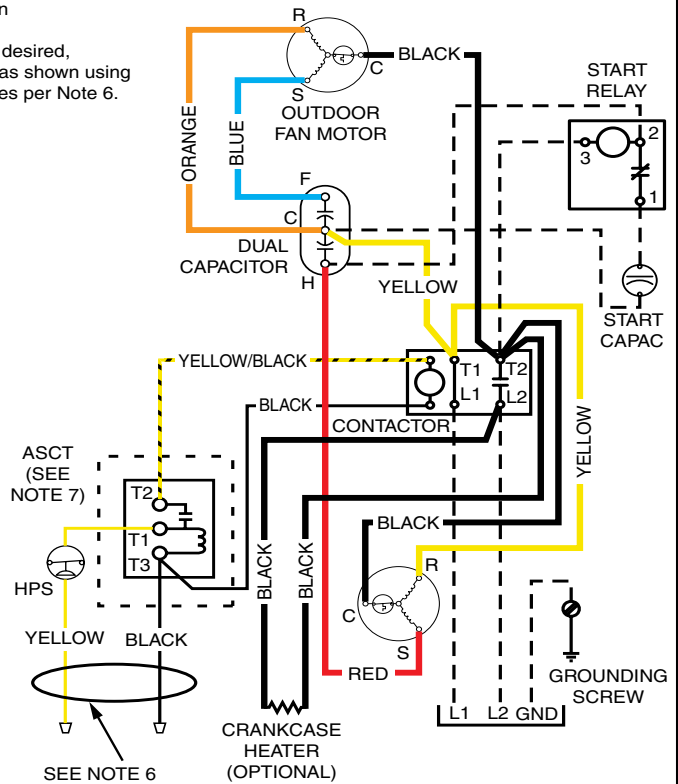 n
desired,
as shown using
es per Note 6.
R
C
S
BLACK
OUTDOOR
FAN MOTOR
START
RELAY
2
3
1
ORANGE
BLUE
F
C
DUAL
CAPACITOR
H
YELLOW
START
CAPAC
YELLOW/BLACK
T1
T2
L1
L2
BLACK
CONTACTOR
YELLOW
ASCT
(SEE
NOTE 7)
T2
T1
T3
HPS
BLACK
BLACK
BLACK
R
C
S
YELLOW
BLACK
RED
GROUNDING
SCREW
L1 L2 GND
CRANKCASE
HEATER
(OPTIONAL)
SEE NOTE 6